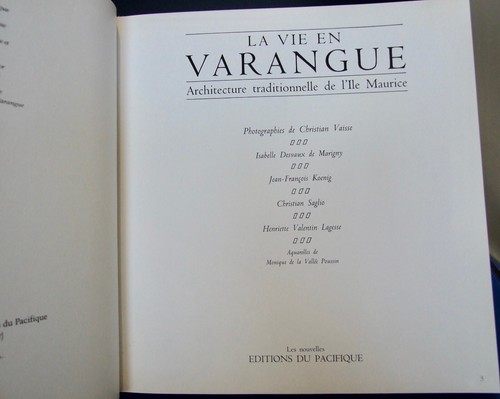 du Pacifique
LA VIE EN
VARANGUE
Architecture traditionnelle de l'Ile Maurice
Photographies de Christian Vaisse
Isabelle Desvaux de Marigny
Jean-François Koenig
Christian Saglio
Henriette Valentin Lagesse
Aquarelles de
Monique de la Vallée Poussin
Les nouvelles
EDITIONS DU PACIFIQUE